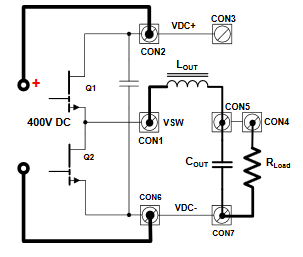 VDC+
CON3
CON2
LOUT
+
Q1
400V DC
CON5
VSW
CON4
CON1
Q2
COUT
RLoad
CON6
VDC-
CON7